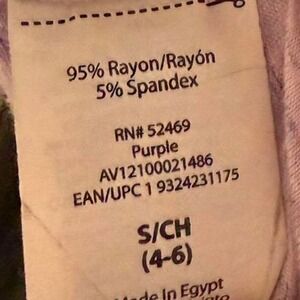 95% Rayon/Rayón
5% Spandex
RN# 52469
Purple
AV12100021486
EAN/UPC 1 9324231175
S/CH
(4-6)
Made In Egypt